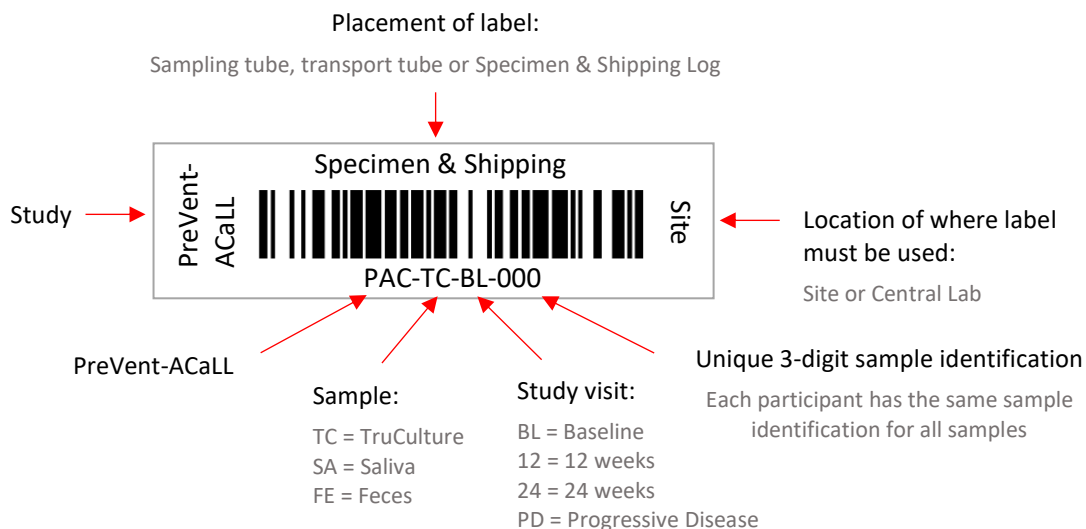 Placement of label:
Sampling tube, transport tube or Specimen & Shipping Log
Study
PreVent-
ACaLL
Specimen & Shipping
PAC-TC-BL-000
Site
Location of where label
must be used:
Site or Central Lab
PreVent-ACaLL
Sample:
TC = TruCulture
SA = Saliva
FE = Feces
Study visit:
BL = Baseline
12 = 12 weeks
24 = 24 weeks
PD = Progressive Disease
Unique 3-digit sample identification
Each participant has the same sample
identification for all samples